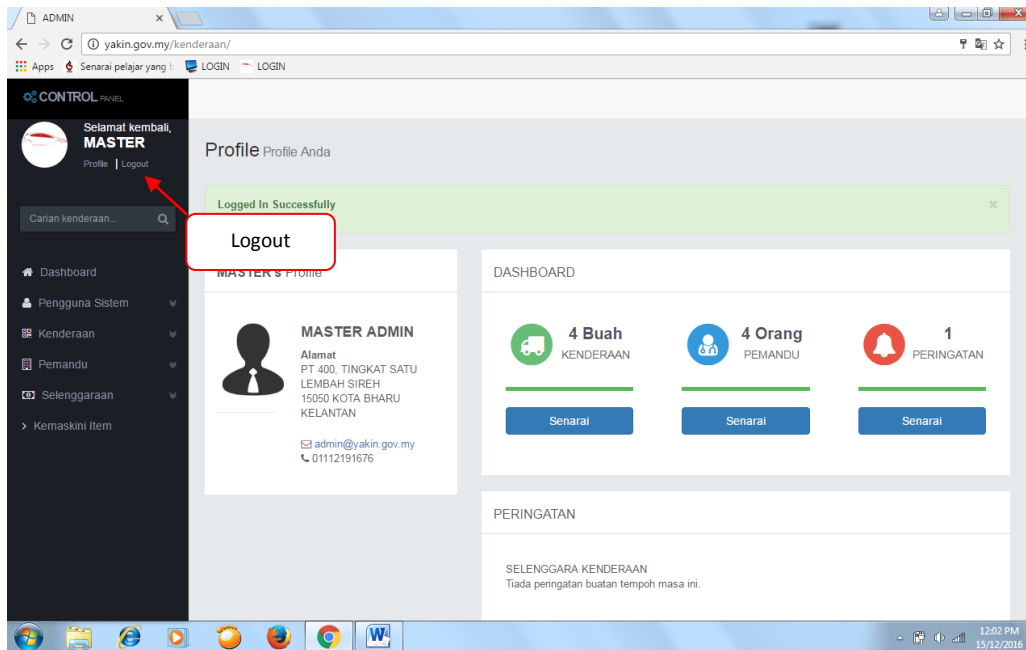 ADMIN
yakin.gov.my/kenderaan/
Apps
Senarai pelajar yang
LOGIN
LOGIN
CONTROL PANEL
Selamat kembali,
MASTER
Profile | Logout
Carian kenderaan...
Dashboard
Pengguna Sistem
Kenderaan
Pemandu
Selenggaraan
Kemaskini Item
Profile Profile Anda
Logged In Successfully
Logout
MASTER's Profile
MASTER ADMIN
Alamat
PT 400, TINGKAT SATU
LEMBAH SIREH
15050 KOTA BHARU
KELANTAN
admin@yakin.gov.my
01112191676
DASHBOARD
4 Buah
KENDERAAN
Senarai
4 Orang
PEMANDU
Senarai
1
PERINGATAN
Senarai
PERINGATAN
SELENGGARA KENDERAAN
Tiada peringatan buatan tempoh masa ini.
12:02 PM
15/12/2016